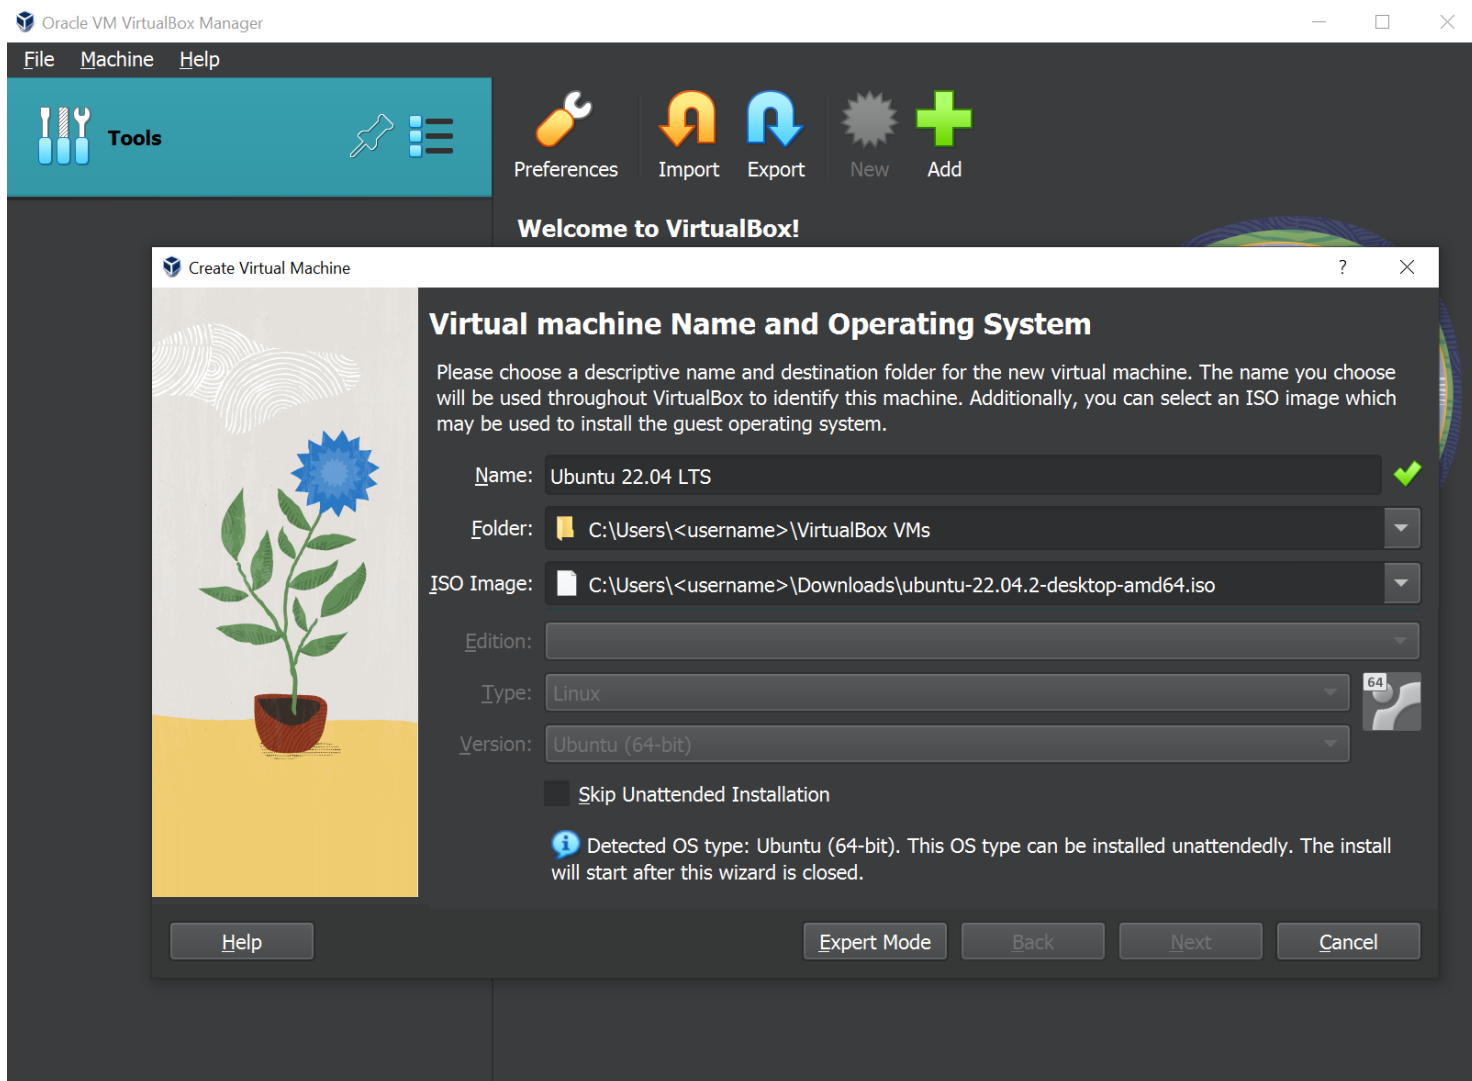 Oracle VM VirtualBox Manager
File Machine Help
Tools
Preferences Import Export New Add
Welcome to VirtualBox!
Create Virtual Machine
?
Virtual machine Name and Operating System
Please choose a descriptive name and destination folder for the new virtual machine. The name you choose
will be used throughout VirtualBox to identify this machine. Additionally, you can select an ISO image which
may be used to install the guest operating system.
Name: Ubuntu 22.04 LTS
Folder: C:\Users\<username>\VirtualBox VMs
ISO Image: C:\Users\<username>\Downloads\ubuntu-22.04.2-desktop-amd64.iso
Edition:
Type: Linux
64
Version: Ubuntu (64-bit)
Skip Unattended Installation
Detected OS type: Ubuntu (64-bit). This OS type can be installed unattendedly. The install
will start after this wizard is closed.
Help Expert Mode Back Next Cancel